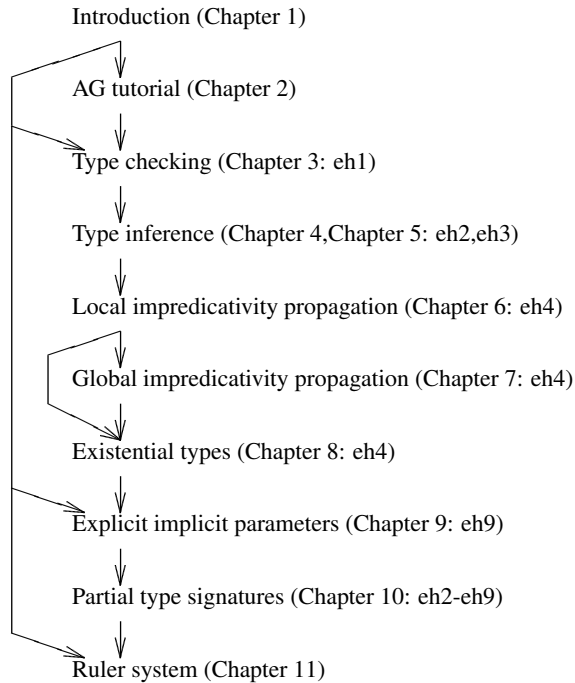 Introduction (Chapter 1)
AG tutorial (Chapter 2)
Type checking (Chapter 3: eh1)
Type inference (Chapter 4,Chapter 5: eh2,eh3)
Local impredicativity propagation (Chapter 6: eh4)
Global impredicativity propagation (Chapter 7: eh4)
Existential types (Chapter 8: eh4)
Explicit implicit parameters (Chapter 9: eh9)
Partial type signatures (Chapter 10: eh2-eh9)
Ruler system (Chapter 11)